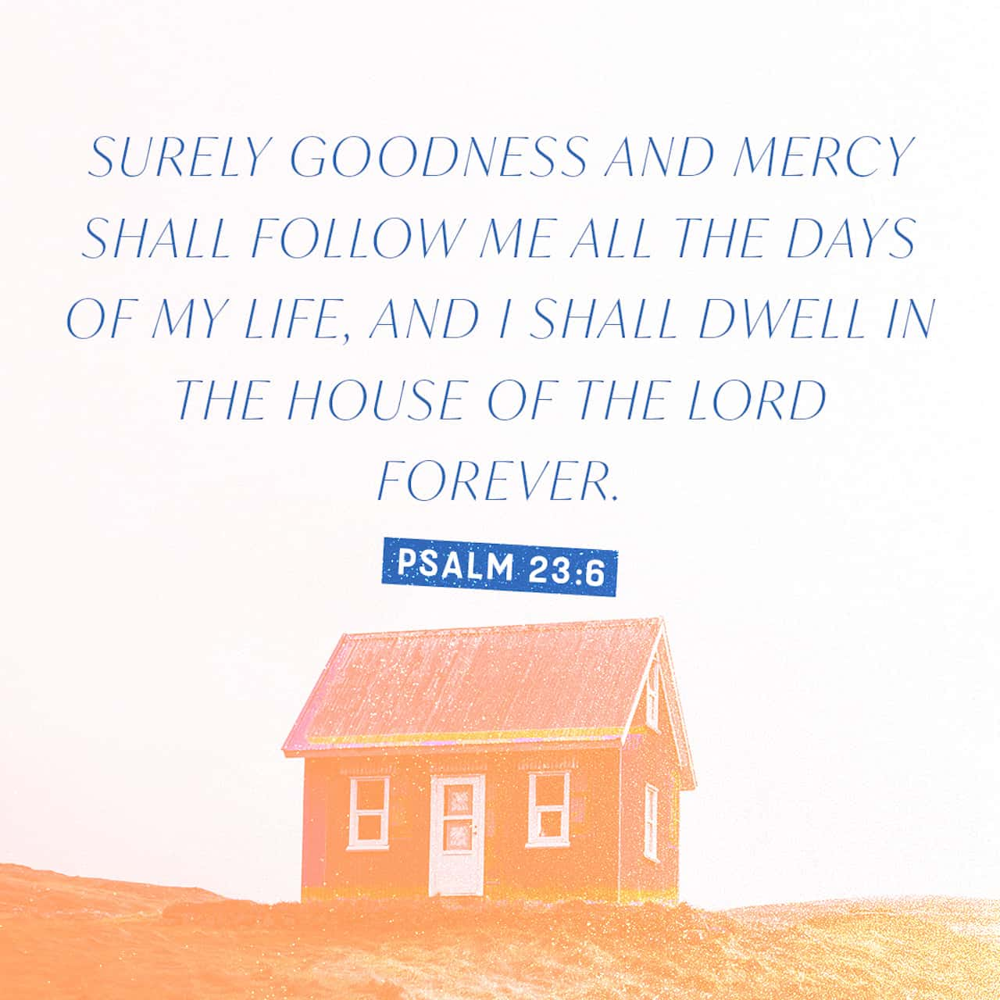 SURELY GOODNESS AND MERCY
SHALL FOLLOW ME ALL THE DAYS
OF MY LIFE, AND I SHALL DWELL IN
THE HOUSE OF THE LORD
FOREVER.
PSALM 23:6